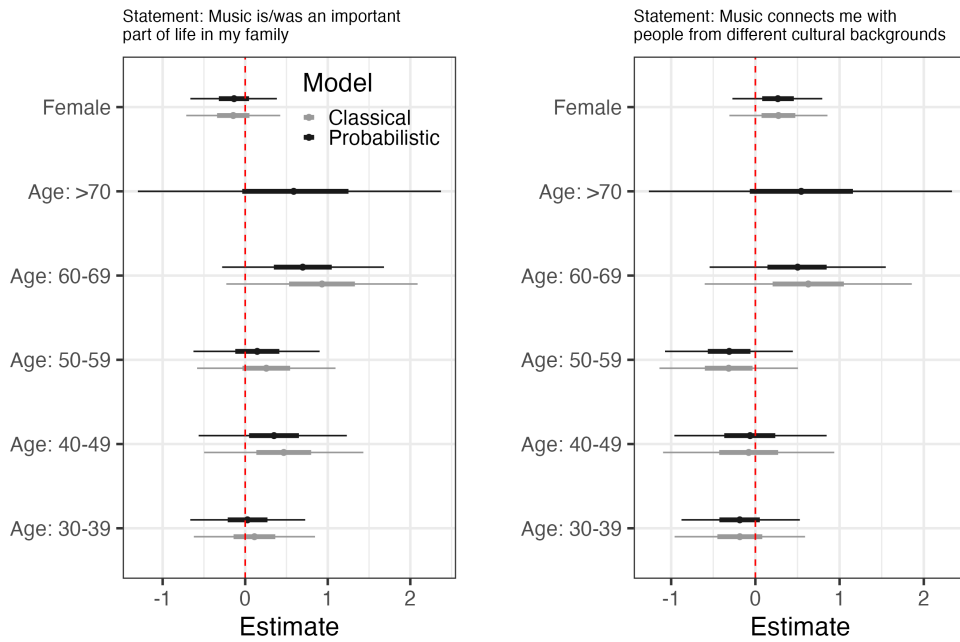 Statement: Music is/was an important
part of life in my family
Model
Classical
Probabilistic
Female
Age: >70
Age: 60-69
Age: 50-59
Age: 40-49
Age: 30-39
-1 0 1 2
Estimate
Statement: Music connects me with
people from different cultural backgrounds
Female
Age: >70
Age: 60-69
Age: 50-59
Age: 40-49
Age: 30-39
-1 0 1 2
Estimate